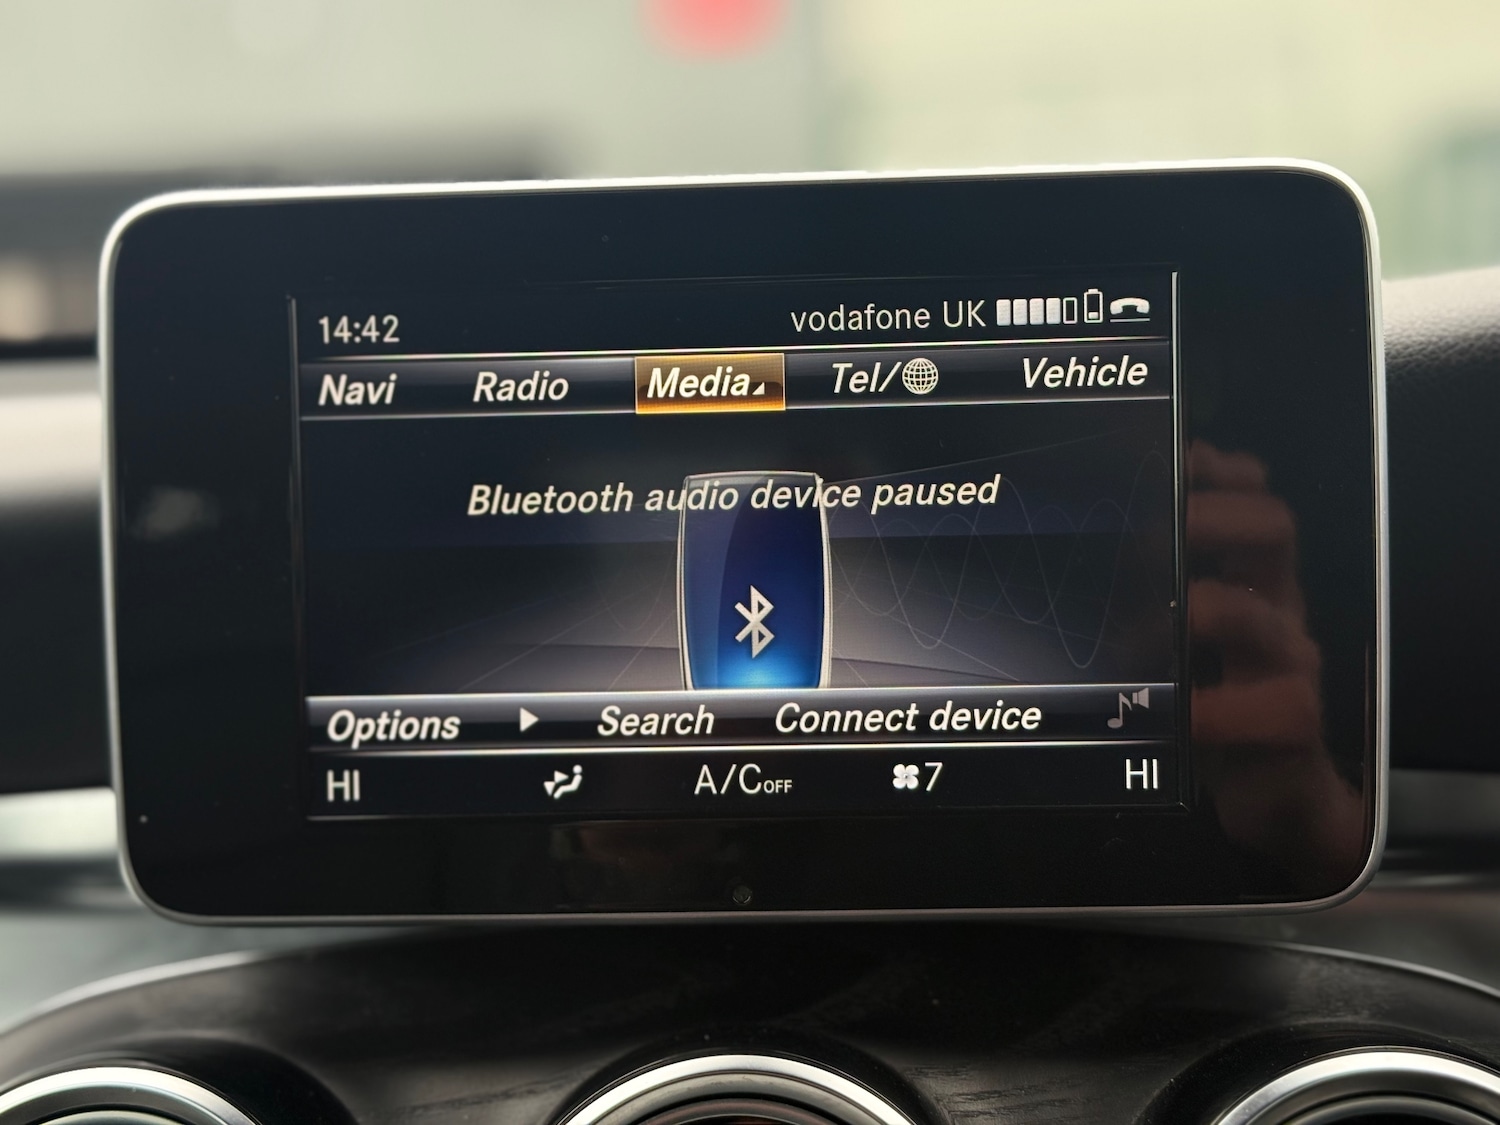 14:42 vodafone UK
Navi Radio Media Tel/ Vehicle
Bluetooth audio device paused
Options Search Connect device
HI A/C OFF 7 HI